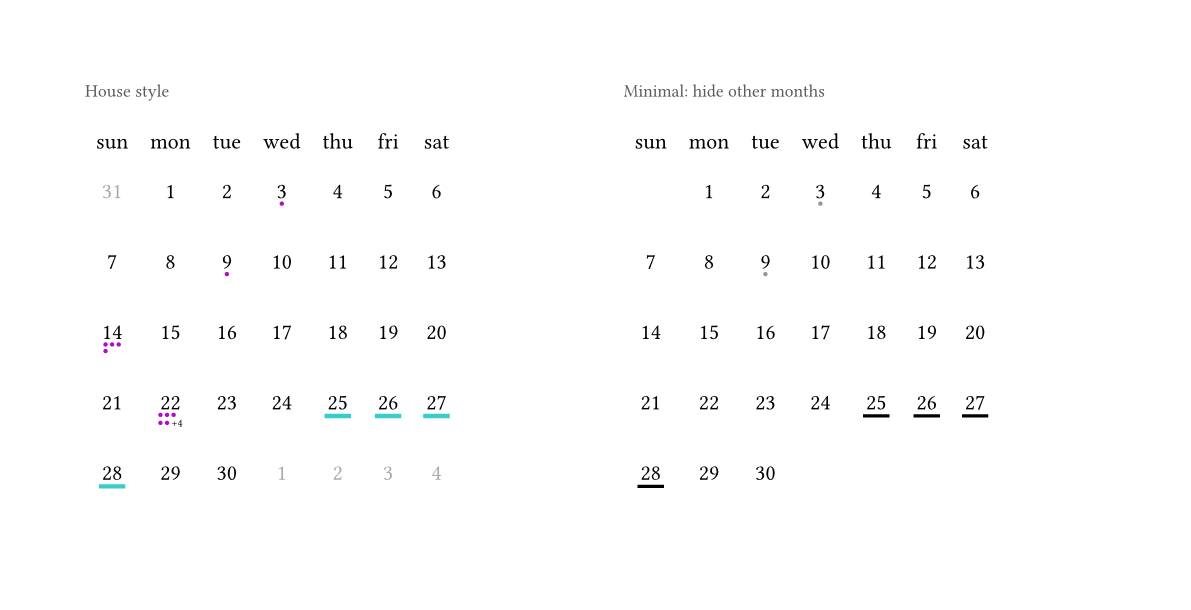 House style
sun mon tue wed thu fri sat
31 1 2 3 4 5 6
7 8 9 10 11 12 13
14 15 16 17 18 19 20
21 22 23 24 25 26 27
+4
28 29 30 1 2 3 4
Minimal: hide other months
sun mon tue wed thu fri sat
1 2 3 4 5 6
7 8 9 10 11 12 13
14 15 16 17 18 19 20
21 22 23 24 25 26 27
28 29 30